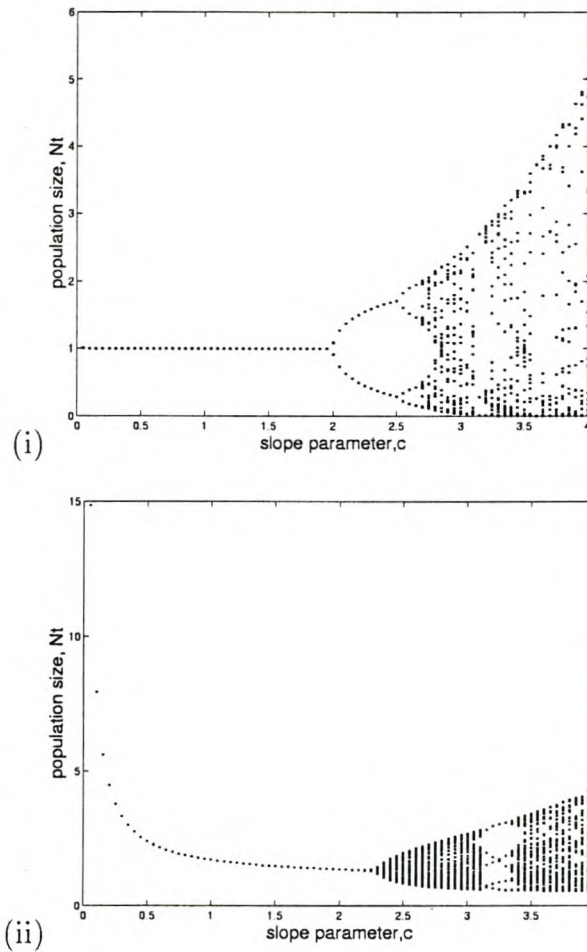 6
5
4
3
2
1
0
population size, Nt
0 0.5 1 1.5 2 2.5 3 3.5 4
slope parameter,c
(i)
15
10
5
0
population size, Nt
0 0.5 1 1.5 2 2.5 3 3.5
slope parameter,c
(ii)